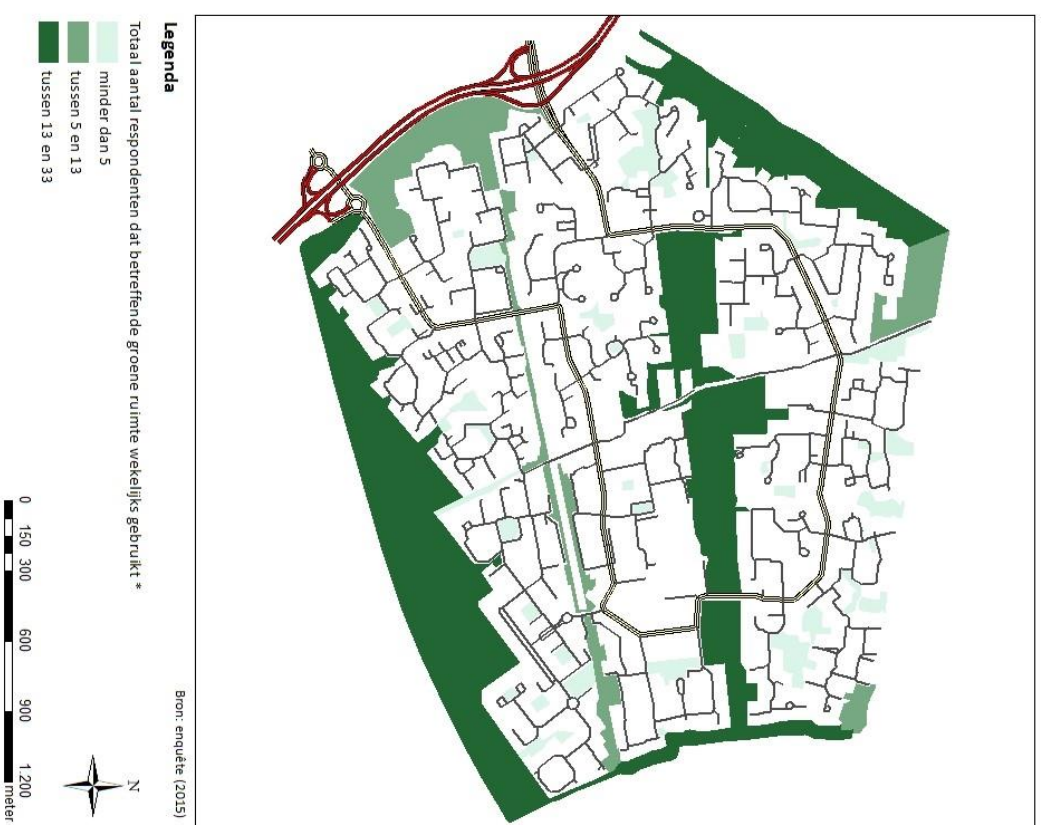 Legenda
Totaal aantal respondenten dat betreffende groene ruimte wekelijks gebruikt *
minder dan 5
tussen 5 en 13
tussen 13 en 33
Bron: enquête (2015)
N
0 150 300 600 900 1.200
meter